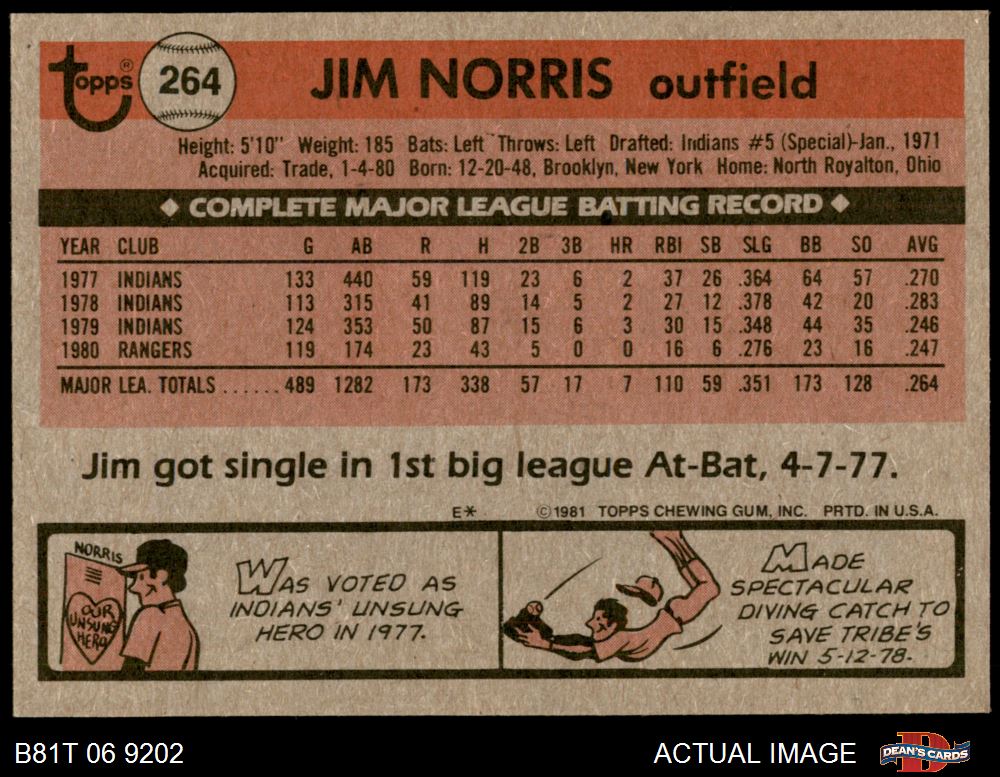 topps® 264 JIM NORRIS outfield
Height: 5'10" Weight: 185 Bats: Left Throws: Left Drafted: Indians #5 (Special)-Jan., 1971
Acquired: Trade, 1-4-80 Born: 12-20-48, Brooklyn, New York Home: North Royalton, Ohio
◆ COMPLETE MAJOR LEAGUE BATTING RECORD ◆
YEAR CLUB G AB R H 2B 3B HR RBI SB SLG BB SO AVG
1977 INDIANS 133 440 59 119 23 6 2 37 26 .364 64 57 .270
1978 INDIANS 113 315 41 89 14 5 2 27 12 .378 42 20 .283
1979 INDIANS 124 353 50 87 15 6 3 30 15 .348 44 35 .246
1980 RANGERS 119 174 23 43 5 0 0 16 6 .276 23 16 .247
MAJOR LEA. TOTALS ...... 489 1282 173 338 57 17 7 110 59 .351 173 128 .264
Jim got single in 1st big league At-Bat, 4-7-77.
E* ©1981 TOPPS CHEWING GUM, INC. PRTD. IN U.S.A.
NORRIS
OUR
UNSUNG
HERO
WAS VOTED AS
INDIANS' UNSUNG
HERO IN 1977.
MADE
SPECTACULAR
DIVING CATCH TO
SAVE TRIBE'S
WIN 5-12-78.
B81T 06 9202 ACTUAL IMAGE DEAN'S CARDS